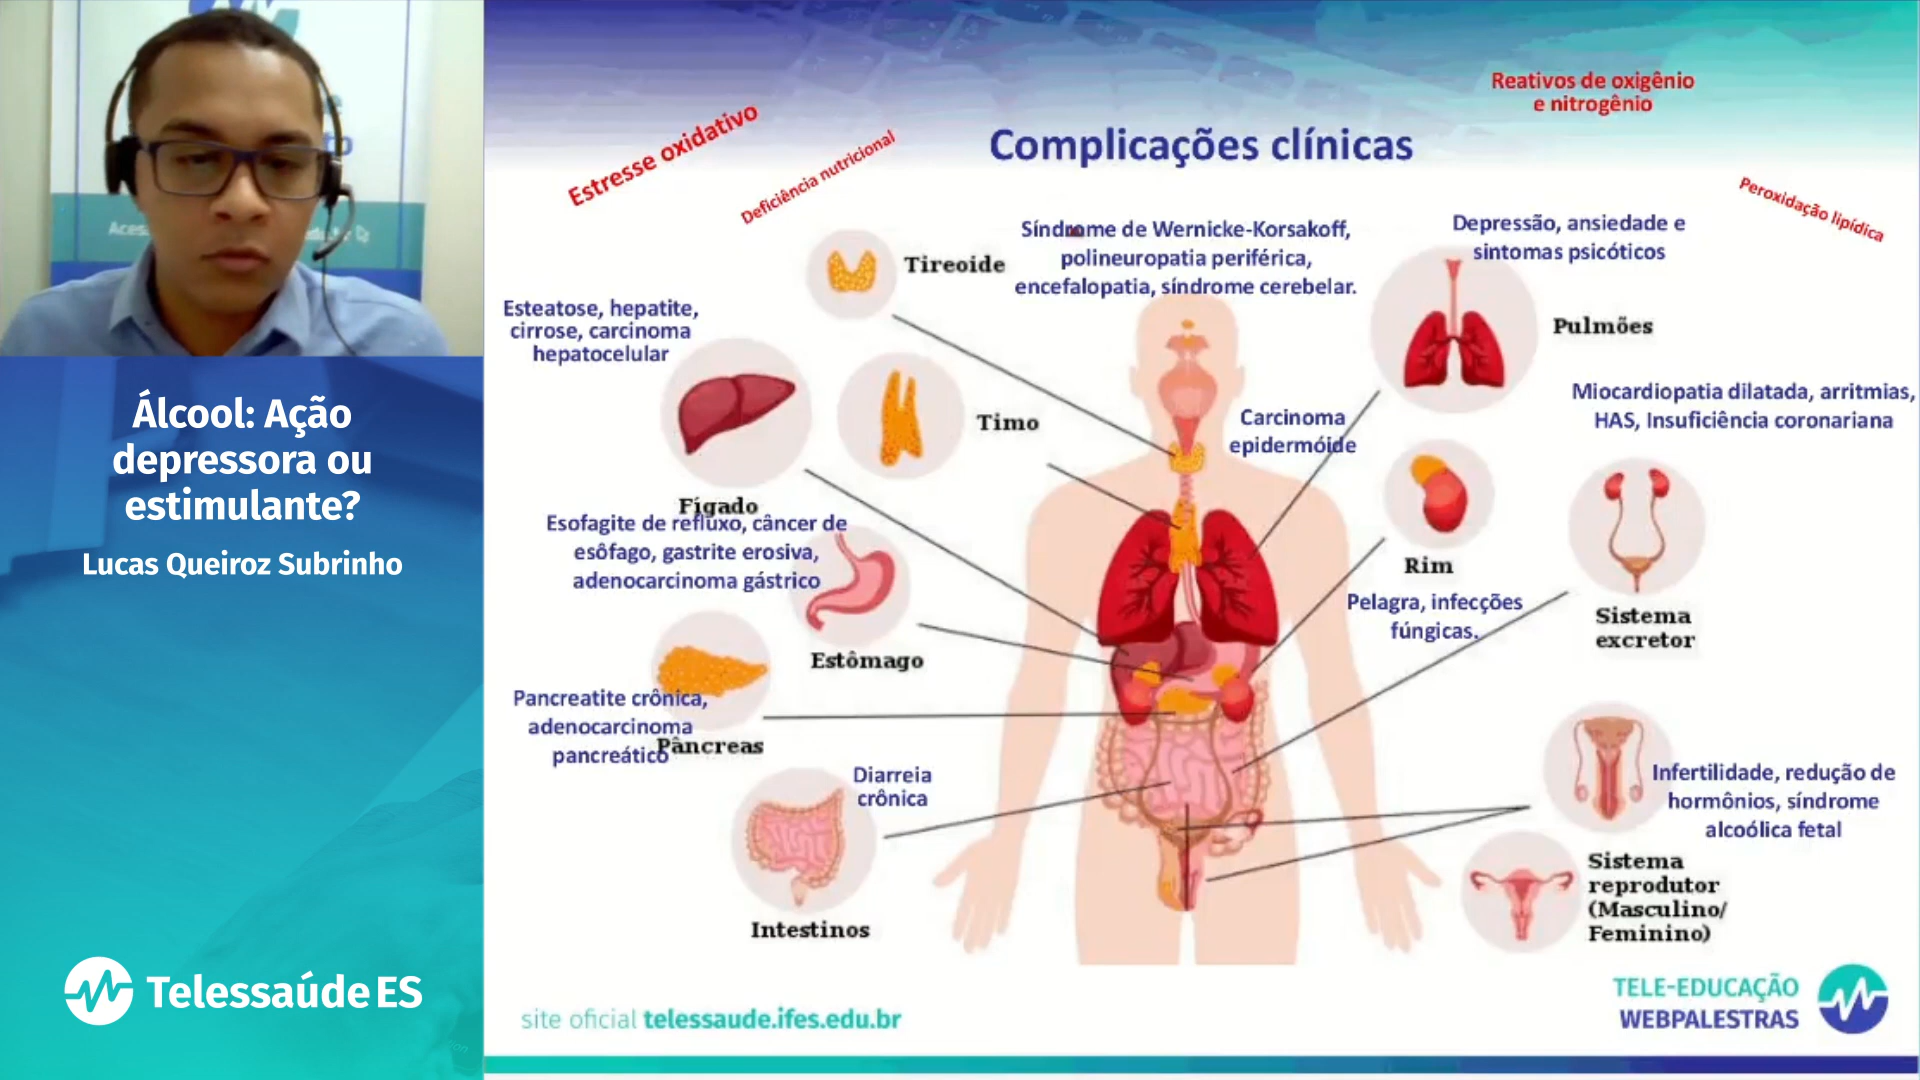 Álcool: Ação
depressora ou
estimulante?
Lucas Queiroz Subrinho
Telessaúde ES
Reativos de oxigênio
e nitrogênio
Estresse oxidativo
Deficiência nutricional
Complicações clínicas
Peroxidação lipídica
Síndrome de Wernicke-Korsakoff,
polineuropatia periférica,
encefalopatia, síndrome cerebelar.
Depressão, ansiedade e
sintomas psicóticos
Tireoide
Esteatose, hepatite,
cirrose, carcinoma
hepatocelular
Pulmões
Miocardiopatia dilatada, arritmias,
HAS, Insuficiência coronariana
Timo
Carcinoma
epidermóide
Fígado
Esofagite de refluxo, câncer de
esôfago, gastrite erosiva,
adenocarcinoma gástrico
Rim
Pelagra, infecções
fúngicas.
Sistema
excretor
Estômago
Pancreatite crônica,
adenocarcinoma
pancreático
Pâncreas
Diarreia
crônica
Infertilidade, redução de
hormônios, síndrome
alcoólica fetal
Sistema
reprodutor
(Masculino/
Feminino)
Intestinos
site oficial telessaude.ifes.edu.br
TELE-EDUCAÇÃO
WEBPALESTRAS